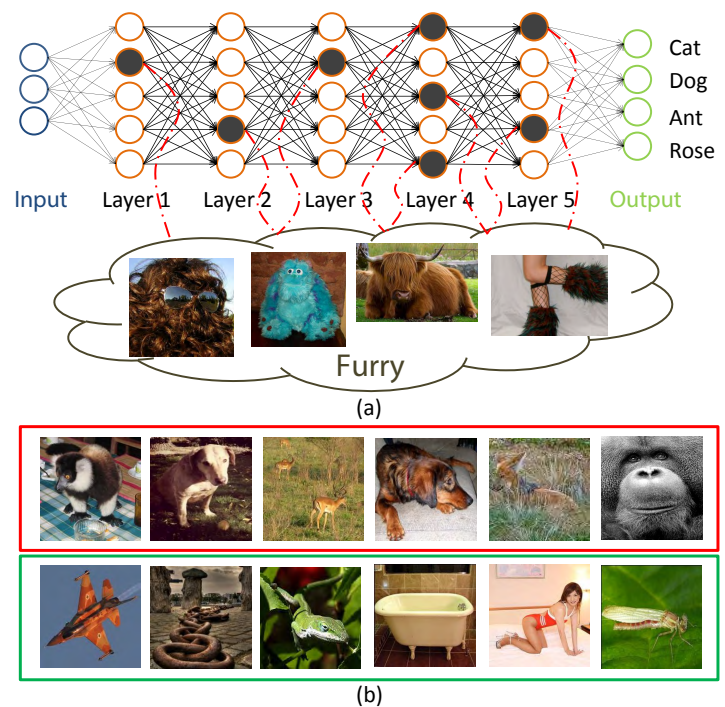 Cat
Dog
Ant
Rose
Input Layer 1 Layer 2 Layer 3 Layer 4 Layer 5 Output
Furry
(a)
(b)